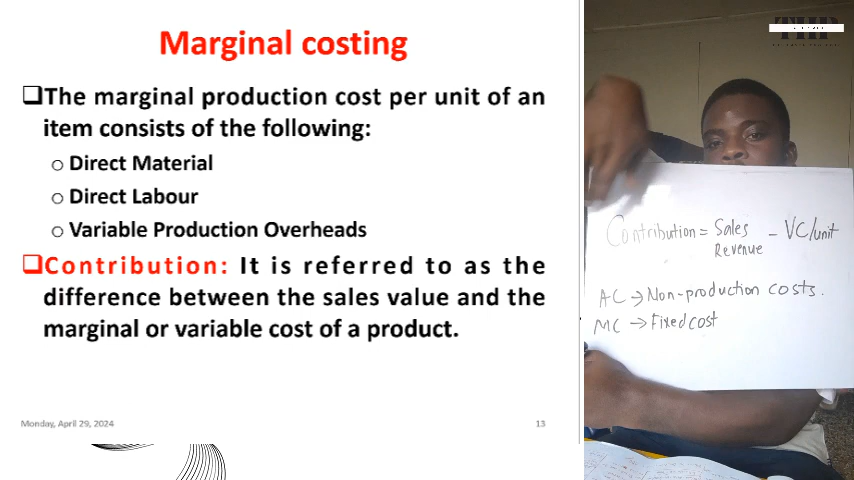 Marginal costing
❑The marginal production cost per unit of an
item consists of the following:
o Direct Material
o Direct Labour
o Variable Production Overheads
❑Contribution: It is referred to as the
difference between the sales value and the
marginal or variable cost of a product.
Monday, April 29, 2024
13
Contribution = Sales Revenue - VC/unit
AC → Non-production costs.
MC → Fixed cost